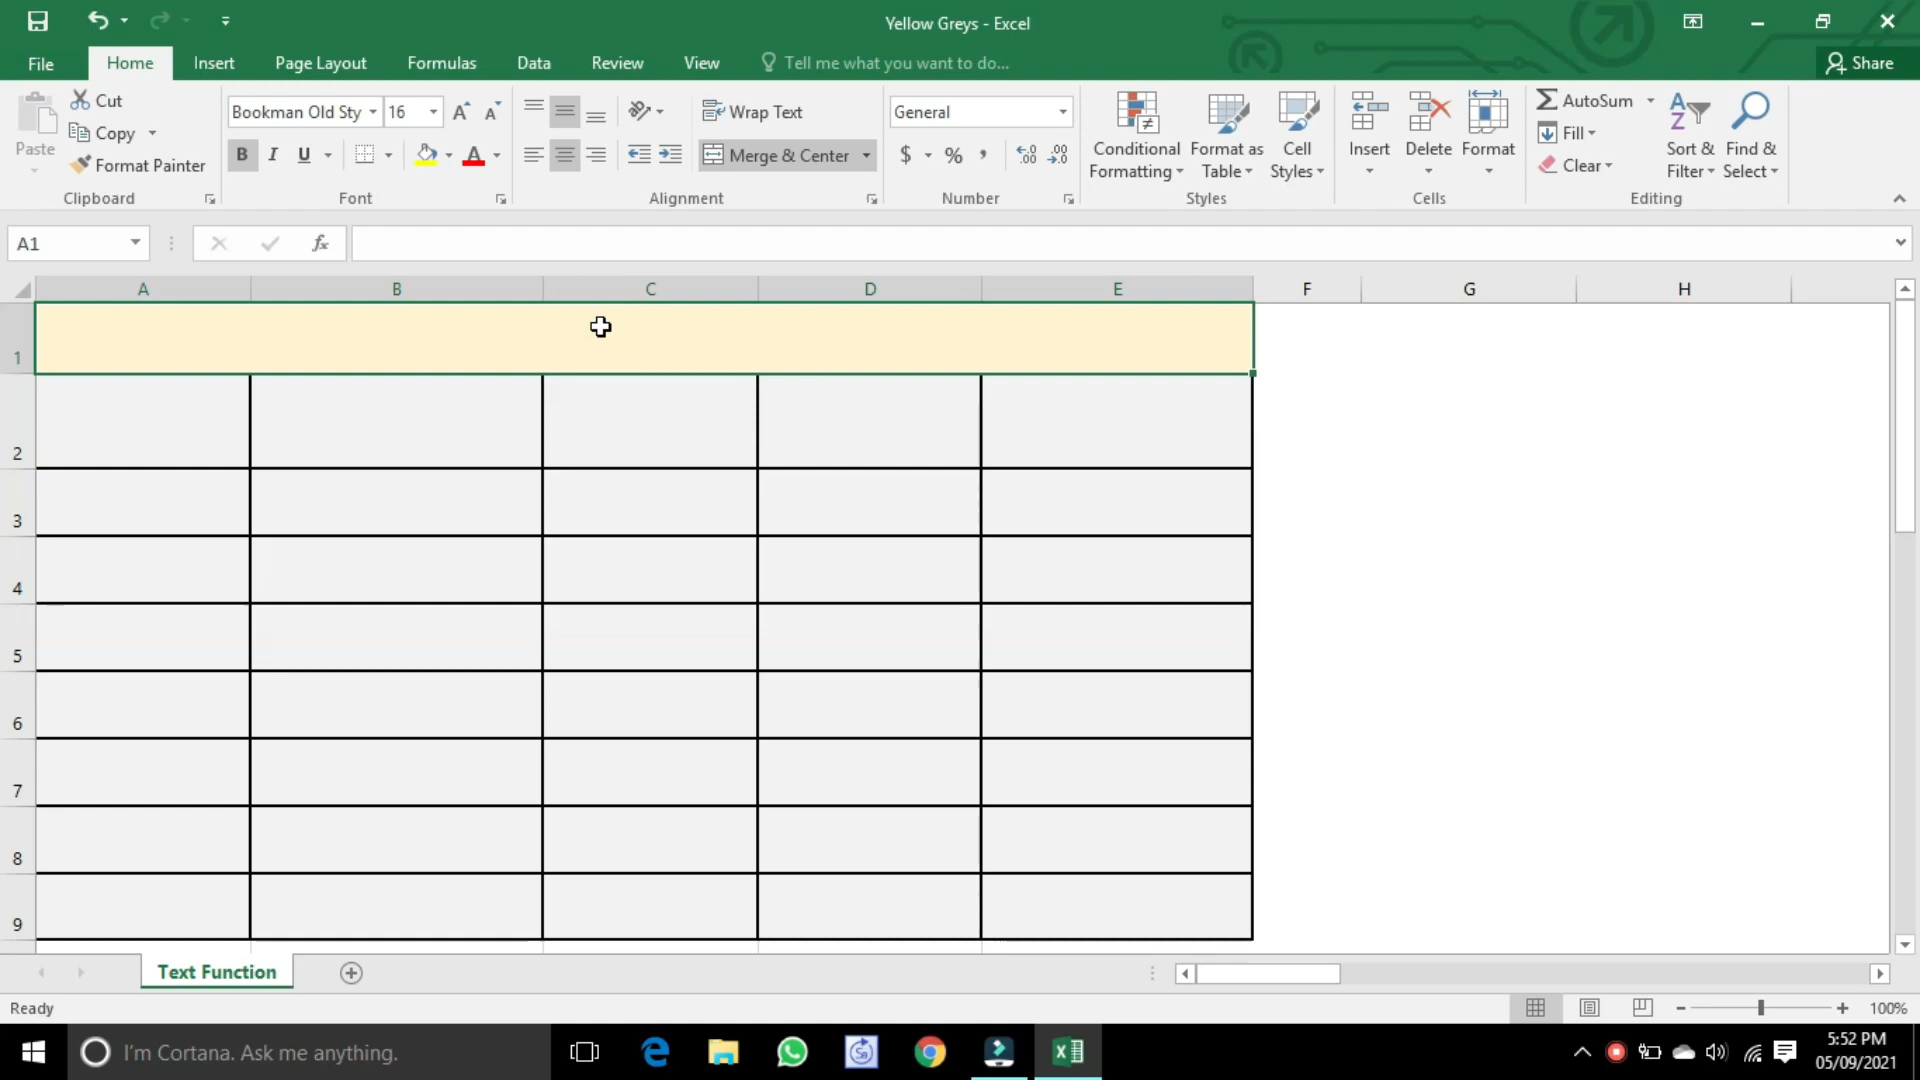 Yellow Greys - Excel
File Home Insert Page Layout Formulas Data Review View Tell me what you want to do... Share
Paste
Cut
Copy
Format Painter
Clipboard
Bookman Old Sty 16 A A
B I U A
Font
Wrap Text
Merge & Center
Alignment
General
$ % ,
Number
Conditional Formatting
Format as Table
Cell Styles
Styles
Insert
Delete
Format
Cells
AutoSum
Fill
Clear
Sort & Filter
Find & Select
Editing
A1 fx
A B C D E F G H
1
2
3
4
5
6
7
8
9
Text Function
Ready 100%
I'm Cortana. Ask me anything.
5:52 PM
05/09/2021